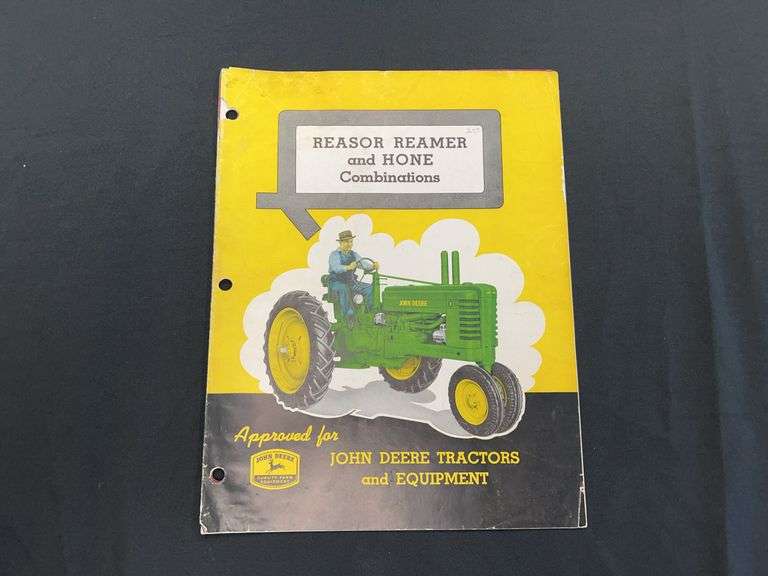 REASOR REAMER
and HONE
Combinations
JOHN DEERE
Approved for
JOHN DEERE
QUALITY FARM
EQUIPMENT
JOHN DEERE TRACTORS
and EQUIPMENT